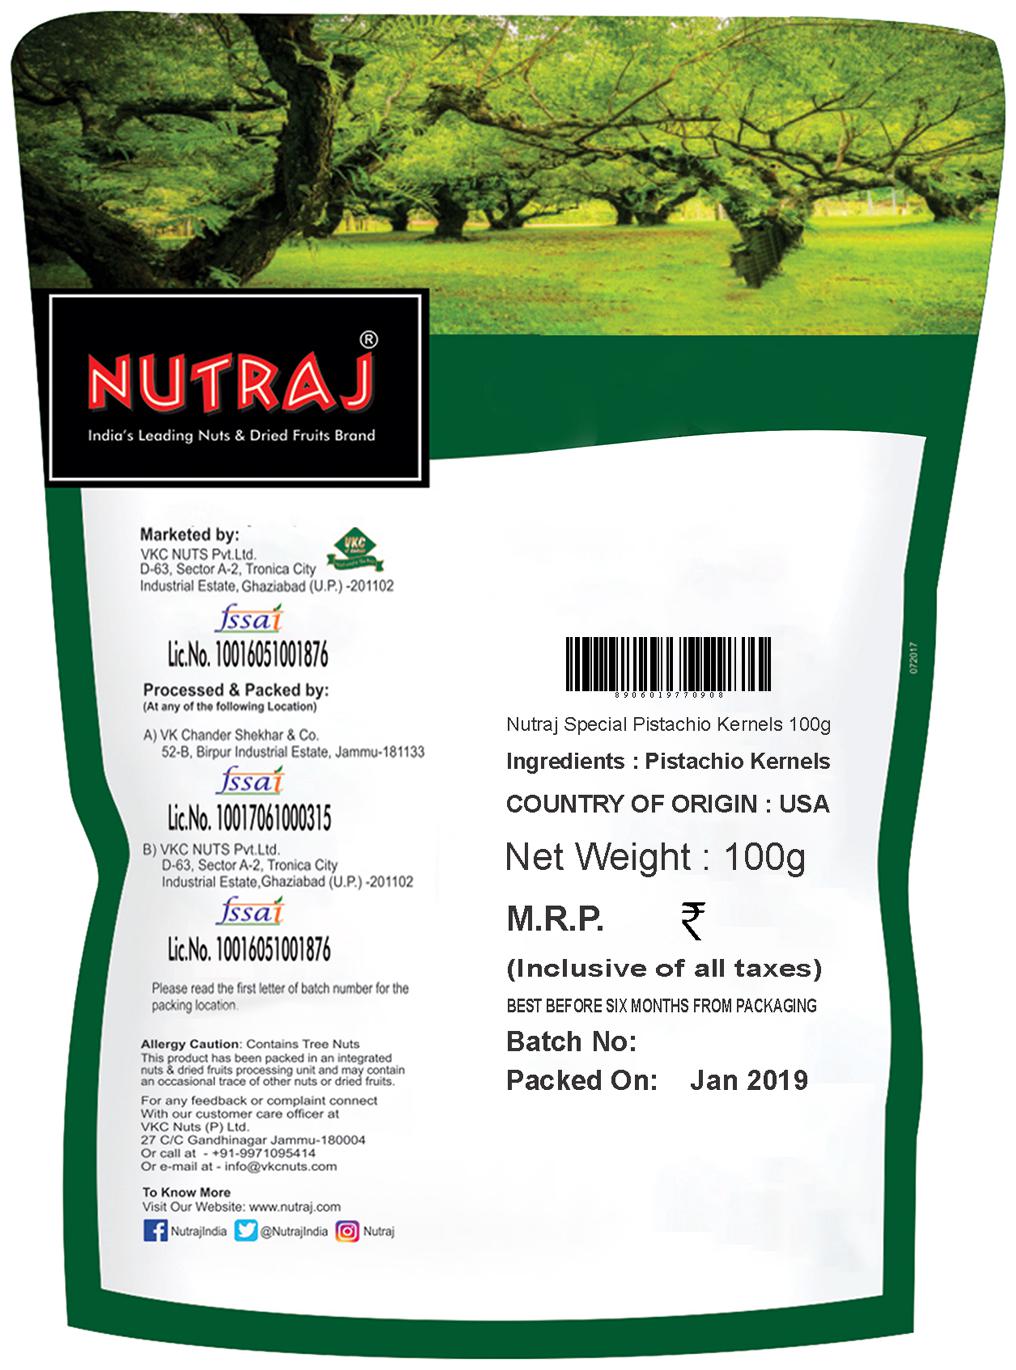 NUTRAJ ®
India's Leading Nuts & Dried Fruits Brand
Marketed by:
VKC NUTS Pvt.Ltd.
D-63, Sector A-2, Tronica City
Industrial Estate, Ghaziabad (U.P.) -201102
VKC
fssai
Lic.No. 10016051001876
Processed & Packed by:
(At any of the following Location)
A) VK Chander Shekhar & Co.
52-B, Birpur Industrial Estate, Jammu-181133
fssai
Lic.No. 10017061000315
B) VKC NUTS Pvt.Ltd.
D-63, Sector A-2, Tronica City
Industrial Estate,Ghaziabad (U.P.) -201102
fssai
Lic.No. 10016051001876
Please read the first letter of batch number for the
packing location.
Allergy Caution: Contains Tree Nuts
This product has been packed in an integrated
nuts & dried fruits processing unit and may contain
an occasional trace of other nuts or dried fruits.
For any feedback or complaint connect
With our customer care officer at
VKC Nuts (P) Ltd.
27 C/C Gandhinagar Jammu-180004
Or call at - +91-9971095414
Or e-mail at - info@vkcnuts.com
To Know More
Visit Our Website: www.nutraj.com
NutrajIndia @NutrajIndia Nutraj
8906019770908
Nutraj Special Pistachio Kernels 100g
Ingredients : Pistachio Kernels
COUNTRY OF ORIGIN : USA
Net Weight : 100g
M.R.P. ₹
(Inclusive of all taxes)
BEST BEFORE SIX MONTHS FROM PACKAGING
Batch No:
Packed On: Jan 2019
072017